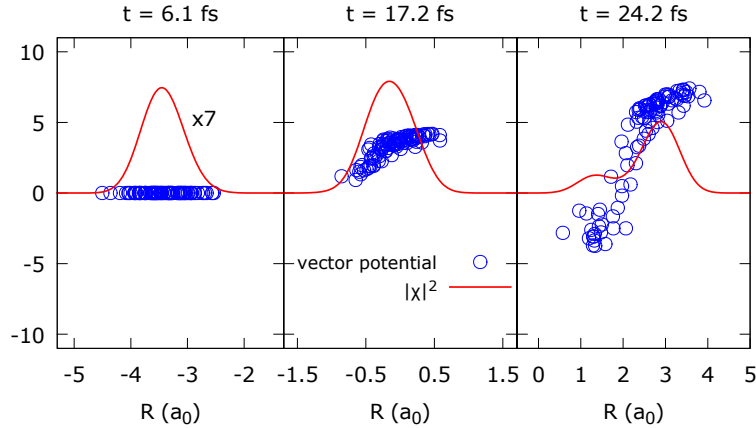 t = 6.1 fs t = 17.2 fs t = 24.2 fs
10
5
0
-5
-10
x7
vector potential
|χ|²
-5 -4 -3 -2 -1.5 -0.5 0.5 1.5 0 1 2 3 4 5
R (a₀) R (a₀) R (a₀)